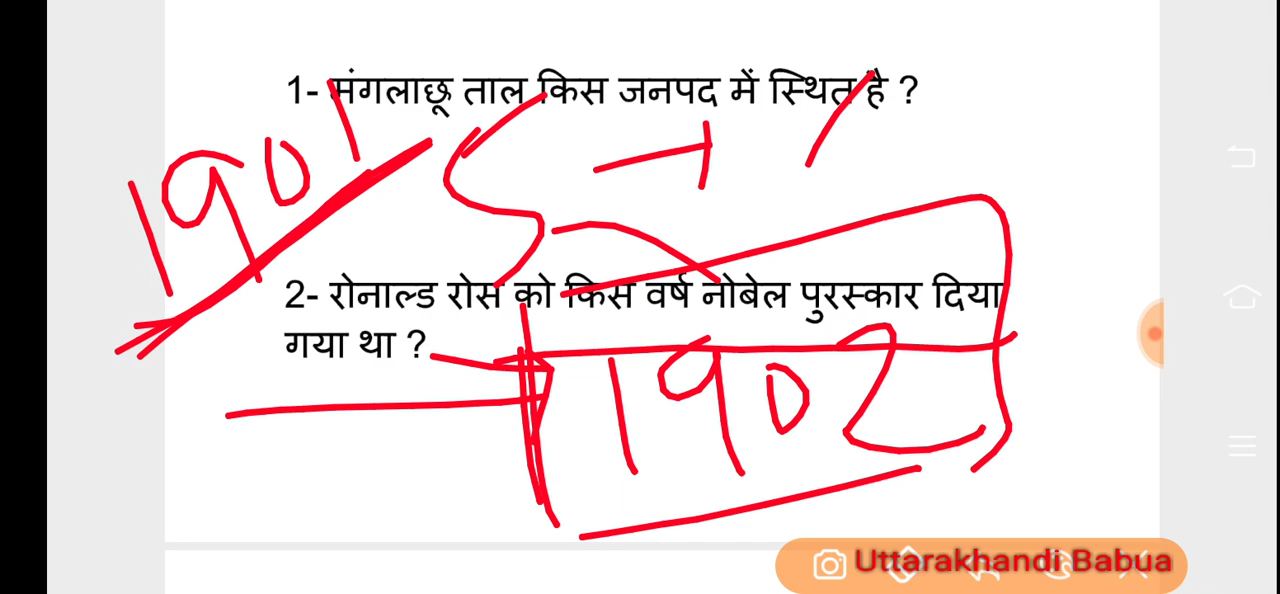 1- मंगलाछू ताल किस जनपद में स्थित है ?
1901
2- रोनाल्ड रोस को किस वर्ष नोबेल पुरस्कार दिया
गया था ?
1902
Uttarakhandi Babua